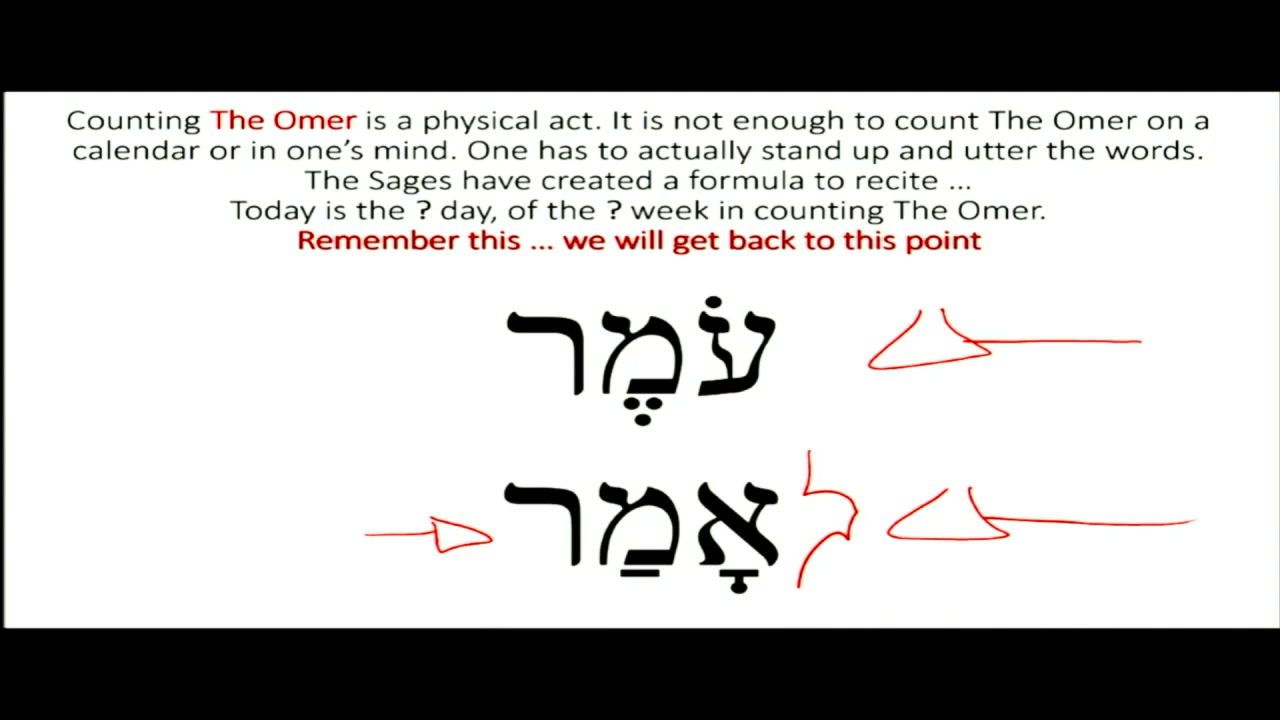 Counting The Omer is a physical act. It is not enough to count The Omer on a
calendar or in one’s mind. One has to actually stand up and utter the words.
The Sages have created a formula to recite ...
Today is the ? day, of the ? week in counting The Omer.
Remember this ... we will get back to this point
עֹמֶר
אָמַר